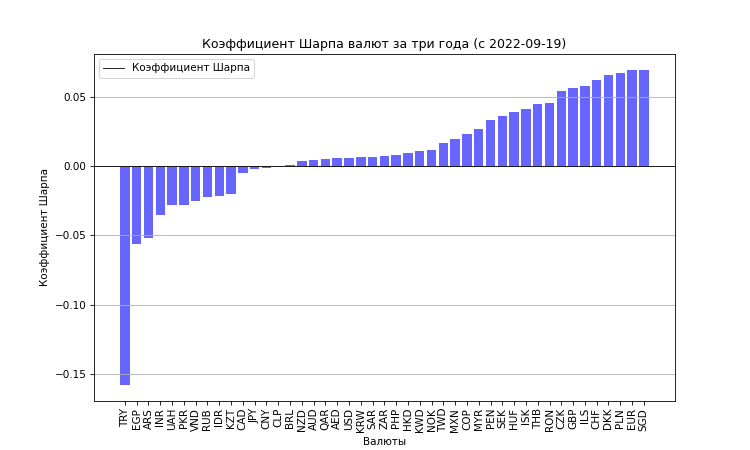 Коэффициент Шарпа валют за три года (с 2022-09-19)
Коэффициент Шарпа
Коэффициент Шарпа
0.05
0.00
−0.05
−0.10
−0.15
TRY EGP ARS INR UAH PKR VND RUB IDR KZT CAD JPY CNY CLP BRL NZD AUD QAR AED USD KRW SAR ZAR PHP HKD KWD NOK TWD MXN COP MYR PEN SEK HUF ISK THB RON CZK GBP ILS CHF DKK PLN EUR SGD
Валюты